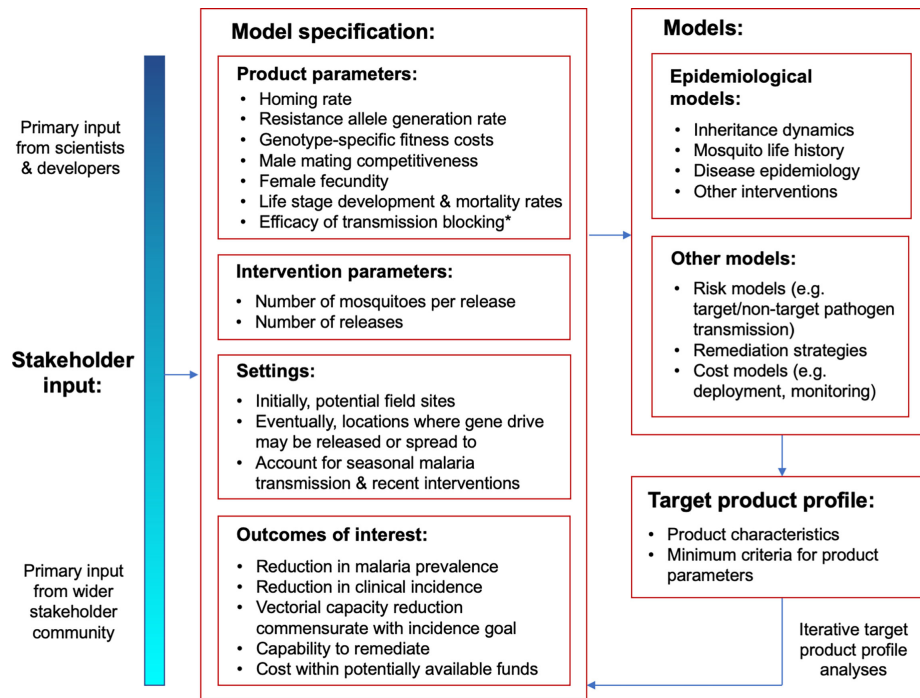 Stakeholder
input:
Primary input
from scientists
& developers
Primary input
from wider
stakeholder
community
Model specification:
Product parameters:
• Homing rate
• Resistance allele generation rate
• Genotype-specific fitness costs
• Male mating competitiveness
• Female fecundity
• Life stage development & mortality rates
• Efficacy of transmission blocking*
Intervention parameters:
• Number of mosquitoes per release
• Number of releases
Settings:
• Initially, potential field sites
• Eventually, locations where gene drive
may be released or spread to
• Account for seasonal malaria
transmission & recent interventions
Outcomes of interest:
• Reduction in malaria prevalence
• Reduction in clinical incidence
• Vectorial capacity reduction
commensurate with incidence goal
• Capability to remediate
• Cost within potentially available funds
Models:
Epidemiological
models:
• Inheritance dynamics
• Mosquito life history
• Disease epidemiology
• Other interventions
Other models:
• Risk models (e.g.
target/non-target pathogen
transmission)
• Remediation strategies
• Cost models (e.g.
deployment, monitoring)
Target product profile:
• Product characteristics
• Minimum criteria for product
parameters
Iterative target
product profile
analyses